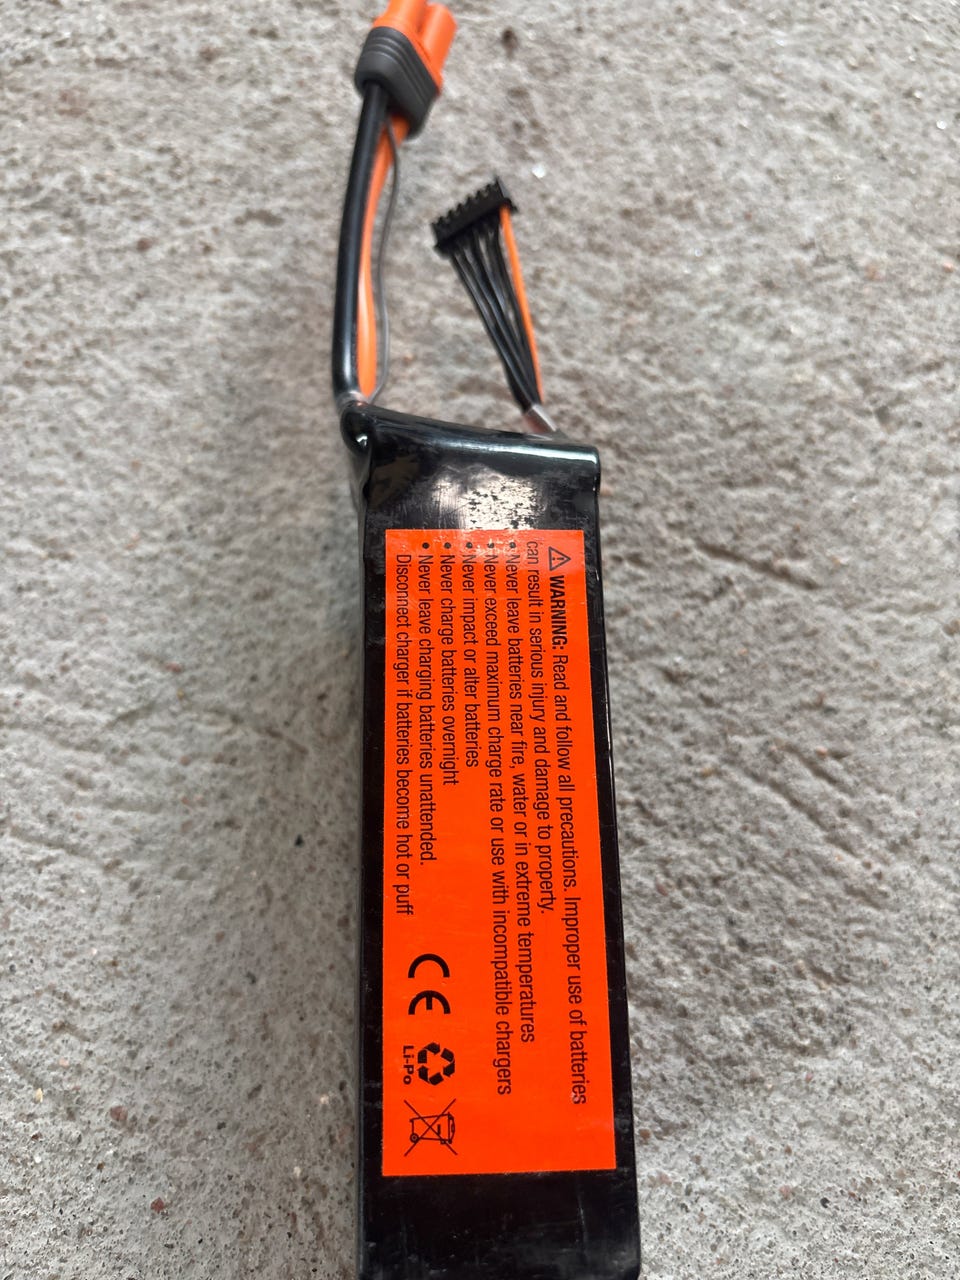 WARNING: Read and follow all precautions. Improper use of batteries
can result in serious injury and damage to property.
• Never leave batteries near fire, water or in extreme temperatures
• Never exceed maximum charge rate or use with incompatible chargers
• Never impact or alter batteries
• Never charge batteries overnight
• Never leave charging batteries unattended.
Disconnect charger if batteries become hot or puff
CE
Li-Po